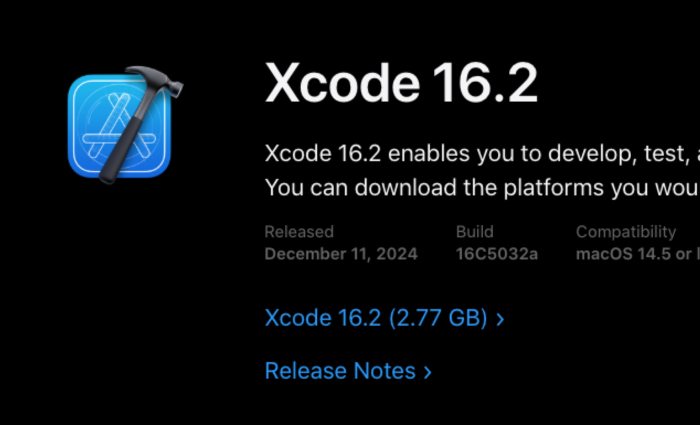 Xcode 16.2
Xcode 16.2 enables you to develop, test,
You can download the platforms you
Released
December 11, 2024
Build
16C5032a
Compatibility
macOS 14.5 or
Xcode 16.2 (2.77 GB) ›
Release Notes ›